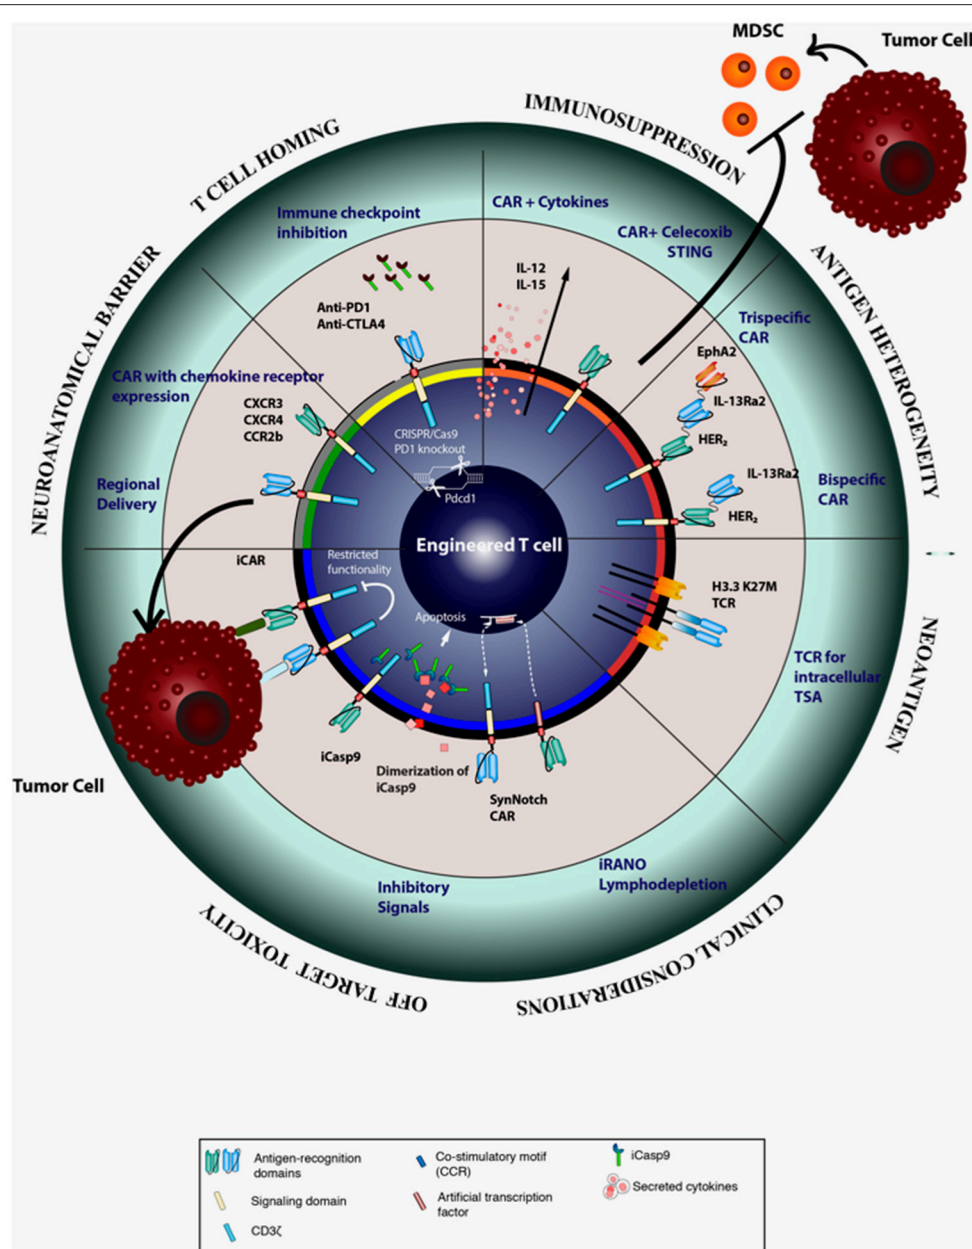 MDSC
Tumor Cell
IMMUNOSUPPRESSION
T CELL HOMING
CAR + Cytokines
Immune checkpoint
inhibition
CAR+ Celecoxib
STING
ANTIGEN HETEROGENEITY
NEUROANATOMICAL BARRIER
IL-12
IL-15
Anti-PD1
Anti-CTLA4
Trispecific
CAR
EphA2
CAR with chemokine receptor
expression
IL-13Ra2
CXCR3
CXCR4
CCR2b
CRISPR/Cas9
PD1 knockout
HER₂
IL-13Ra2
Regional
Delivery
Bispecific
CAR
Pdcd1
HER₂
Engineered T cell
iCAR
Restricted
functionality
H3.3 K27M
TCR
Apoptosis
NEOANTIGEN
TCR for
intracellular
TSA
iCasp9
Dimerization of
iCasp9
Tumor Cell
SynNotch
CAR
iRANO
Lymphodepletion
Inhibitory
Signals
OFF TARGET TOXICITY
CLINICAL CONSIDERATIONS
Antigen-recognition
domains
Co-stimulatory motif
(CCR)
iCasp9
Signaling domain
Artificial transcription
factor
Secreted cytokines
CD3ζ